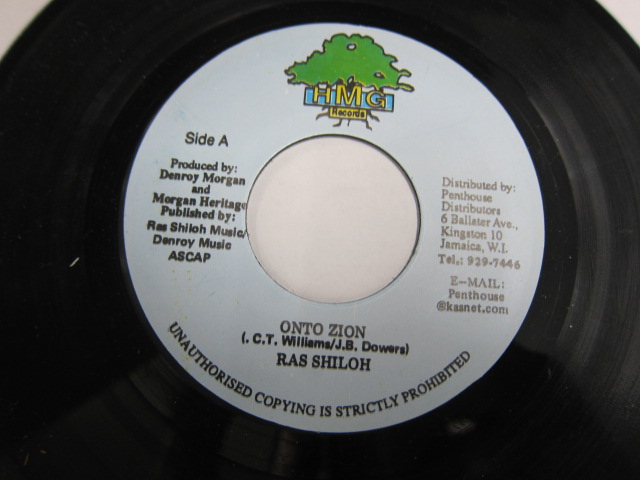 HMG
Records
Side A
Produced by:
Denroy Morgan
and
Morgan Heritage
Published by:
Ras Shiloh Music/
Denroy Music
ASCAP
Distributed by:
Penthouse
Distributors
6 Ballater Ave.,
Kingston 10
Jamaica, W.I.
Tel.: 929-7446
E-MAIL:
Penthouse
@kasnet.com
ONTO ZION
(. C.T. Williams/J.B. Dowers)
RAS SHILOH
UNAUTHORISED COPYING IS STRICTLY PROHIBITED